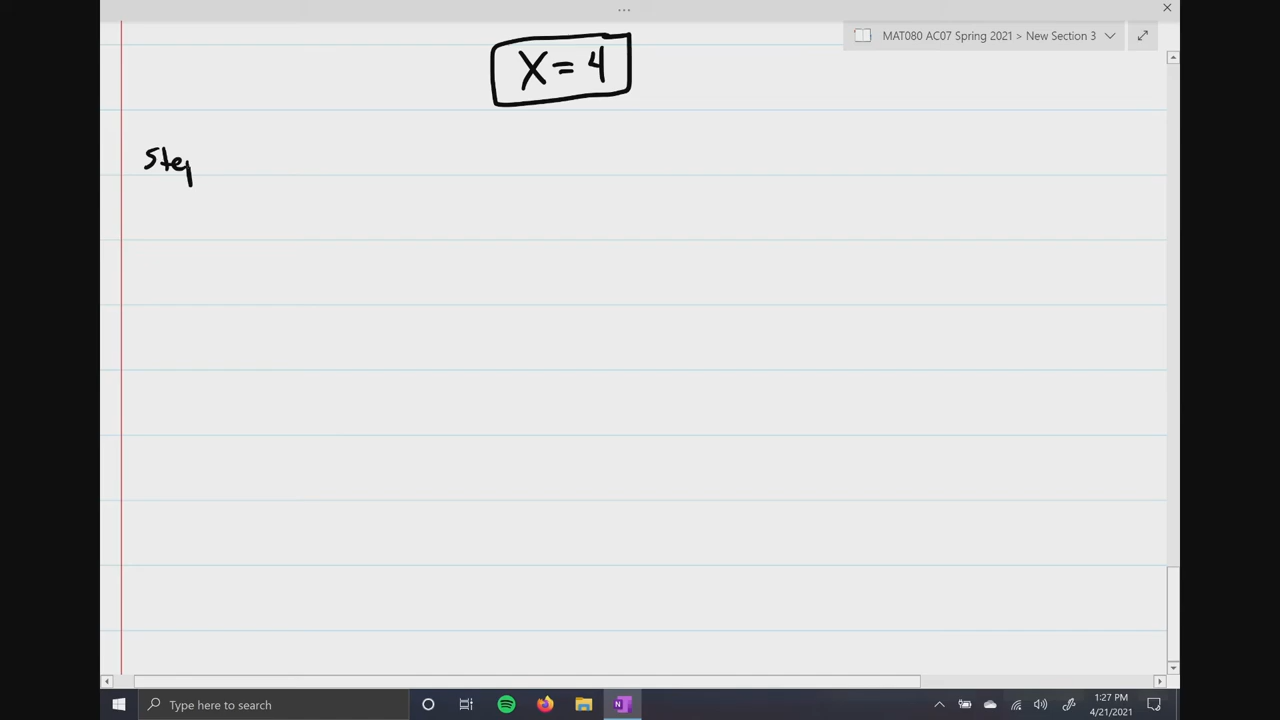 MAT080 AC07 Spring 2021 > New Section 3
X = 4
Step
Type here to search
N
1:27 PM
4/21/2021